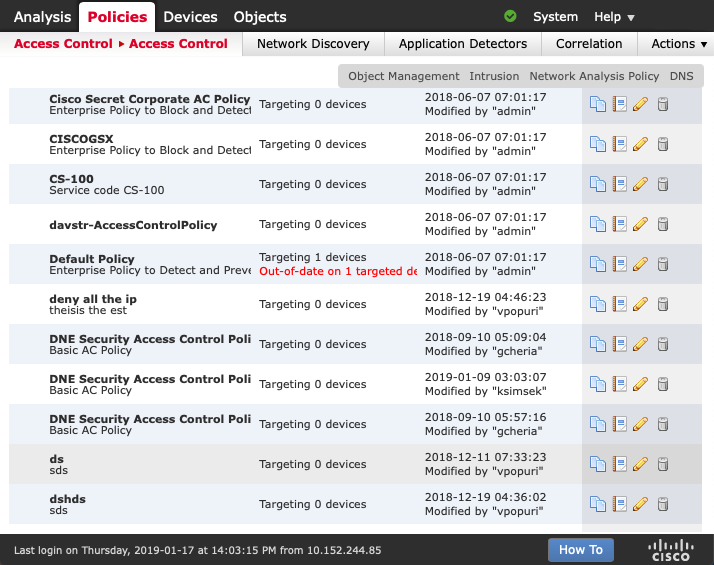 Analysis Policies Devices Objects System Help
Access Control Access Control Network Discovery Application Detectors Correlation Actions
Object Management Intrusion Network Analysis Policy DNS
Cisco Secret Corporate AC Policy
Enterprise Policy to Block and Detect
Targeting 0 devices
2018-06-07 07:01:17
Modified by "admin"
CISCOGSX
Enterprise Policy to Block and Detect
Targeting 0 devices
2018-06-07 07:01:17
Modified by "admin"
CS-100
Service code CS-100
Targeting 0 devices
2018-06-07 07:01:17
Modified by "admin"
davstr-AccessControlPolicy
Targeting 0 devices
2018-06-07 07:01:17
Modified by "admin"
Default Policy
Enterprise Policy to Detect and Preve
Targeting 1 devices
Out-of-date on 1 targeted de
2018-06-07 07:01:17
Modified by "admin"
deny all the ip
theisis the est
Targeting 0 devices
2018-12-19 04:46:23
Modified by "vpopuri"
DNE Security Access Control Poli
Basic AC Policy
Targeting 0 devices
2018-09-10 05:09:04
Modified by "gcheria"
DNE Security Access Control Poli
Basic AC Policy
Targeting 0 devices
2019-01-09 03:03:07
Modified by "ksimsek"
DNE Security Access Control Poli
Basic AC Policy
Targeting 0 devices
2018-09-10 05:57:16
Modified by "gcheria"
ds
sds
Targeting 0 devices
2018-12-11 07:33:23
Modified by "vpopuri"
dshds
sds
Targeting 0 devices
2018-12-19 04:36:02
Modified by "vpopuri"
Last login on Thursday, 2019-01-17 at 14:03:15 PM from 10.152.244.85 How To CISCO